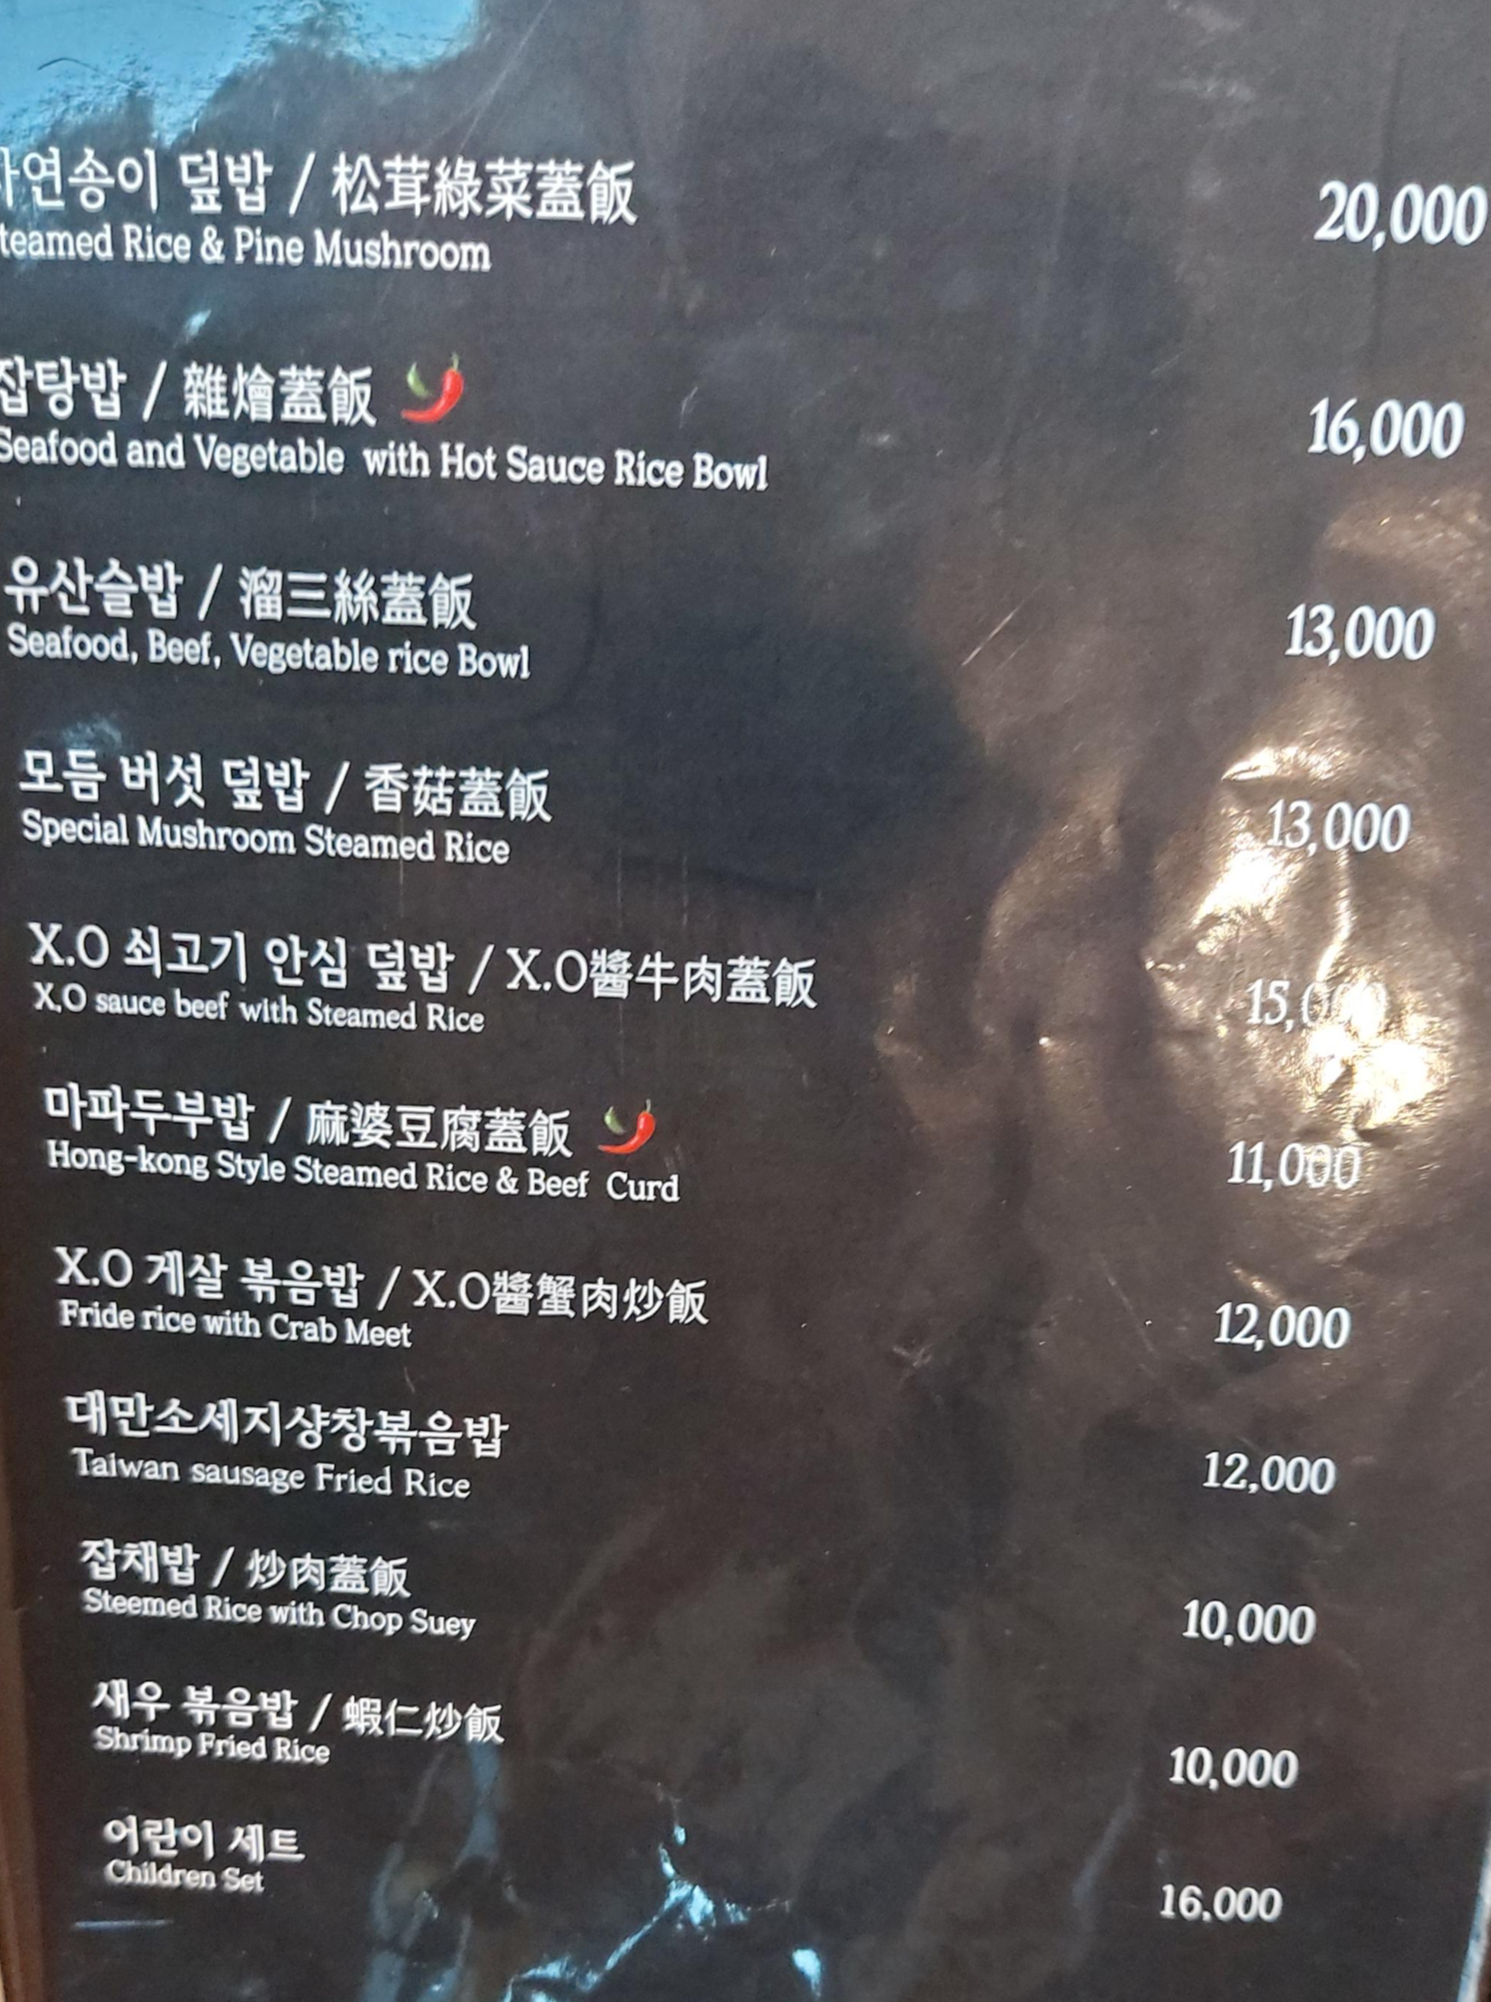 자연송이 덮밥 / 松茸綠菜蓋飯 20,000
teamed Rice & Pine Mushroom
잡탕밥 / 雜燴蓋飯 16,000
Seafood and Vegetable with Hot Sauce Rice Bowl
유산슬밥 / 溜三絲蓋飯 13,000
Seafood, Beef, Vegetable rice Bowl
모듬 버섯 덮밥 / 香菇蓋飯 13,000
Special Mushroom Steamed Rice
X.O 쇠고기 안심 덮밥 / X.O醬牛肉蓋飯 15,000
X.O sauce beef with Steamed Rice
마파두부밥 / 麻婆豆腐蓋飯 11,000
Hong-kong Style Steamed Rice & Beef Curd
X.O 게살 볶음밥 / X.O醬蟹肉炒飯 12,000
Fride rice with Crab Meet
대만소세지샹창볶음밥 12,000
Taiwan sausage Fried Rice
잡채밥 / 炒肉蓋飯 10,000
Steemed Rice with Chop Suey
새우 볶음밥 / 蝦仁炒飯 10,000
Shrimp Fried Rice
어린이 세트 16,000
Children Set